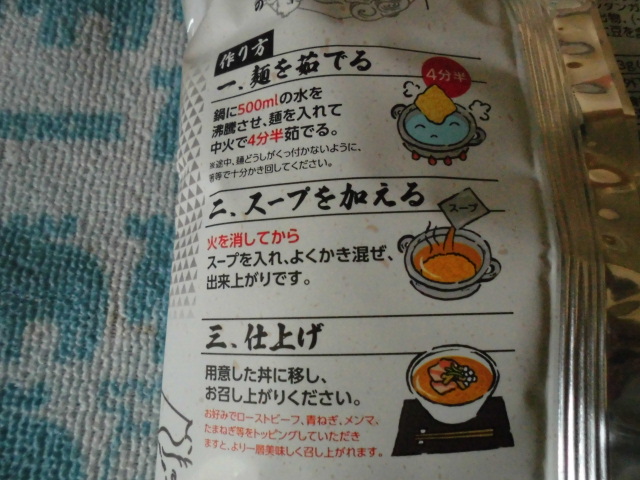 作り方
一、麺を茹でる
4分半
鍋に500mlの水を
沸騰させ、麺を入れて
中火で4分半茹でる。
※途中、麺どうしがくっ付かないように、
箸等で十分かき回してください。
二、スープを加える
スープ
火を消してから
スープを入れ、よくかき混ぜ、
出来上がりです。
三、仕上げ
用意した丼に移し、
お召し上がりください。
お好みでローストビーフ、青ねぎ、メンマ、
たまねぎ等をトッピングしていただき
ますと、より一層美味しく召し上がれます。